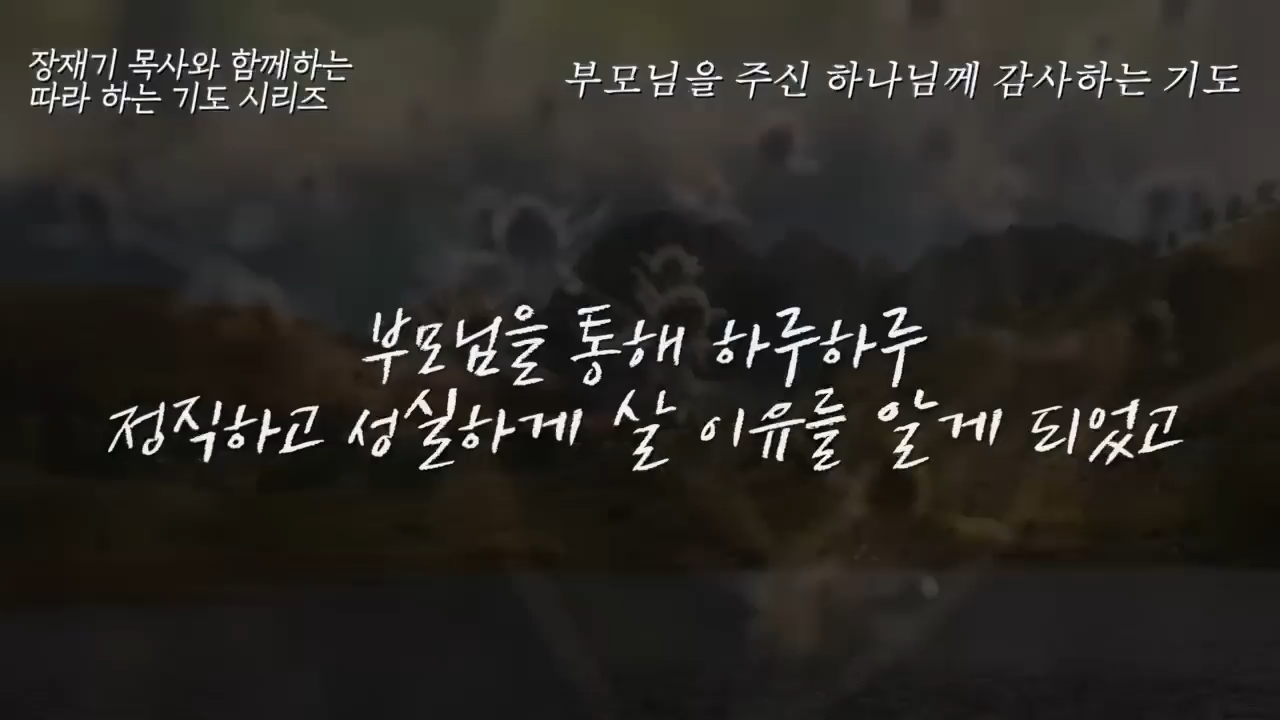 장재기 목사와 함께하는
따라 하는 기도 시리즈
부모님을 주신 하나님께 감사하는 기도
부모님을 통해 하루하루
정직하고 성실하게 살 이유를 알게 되었고